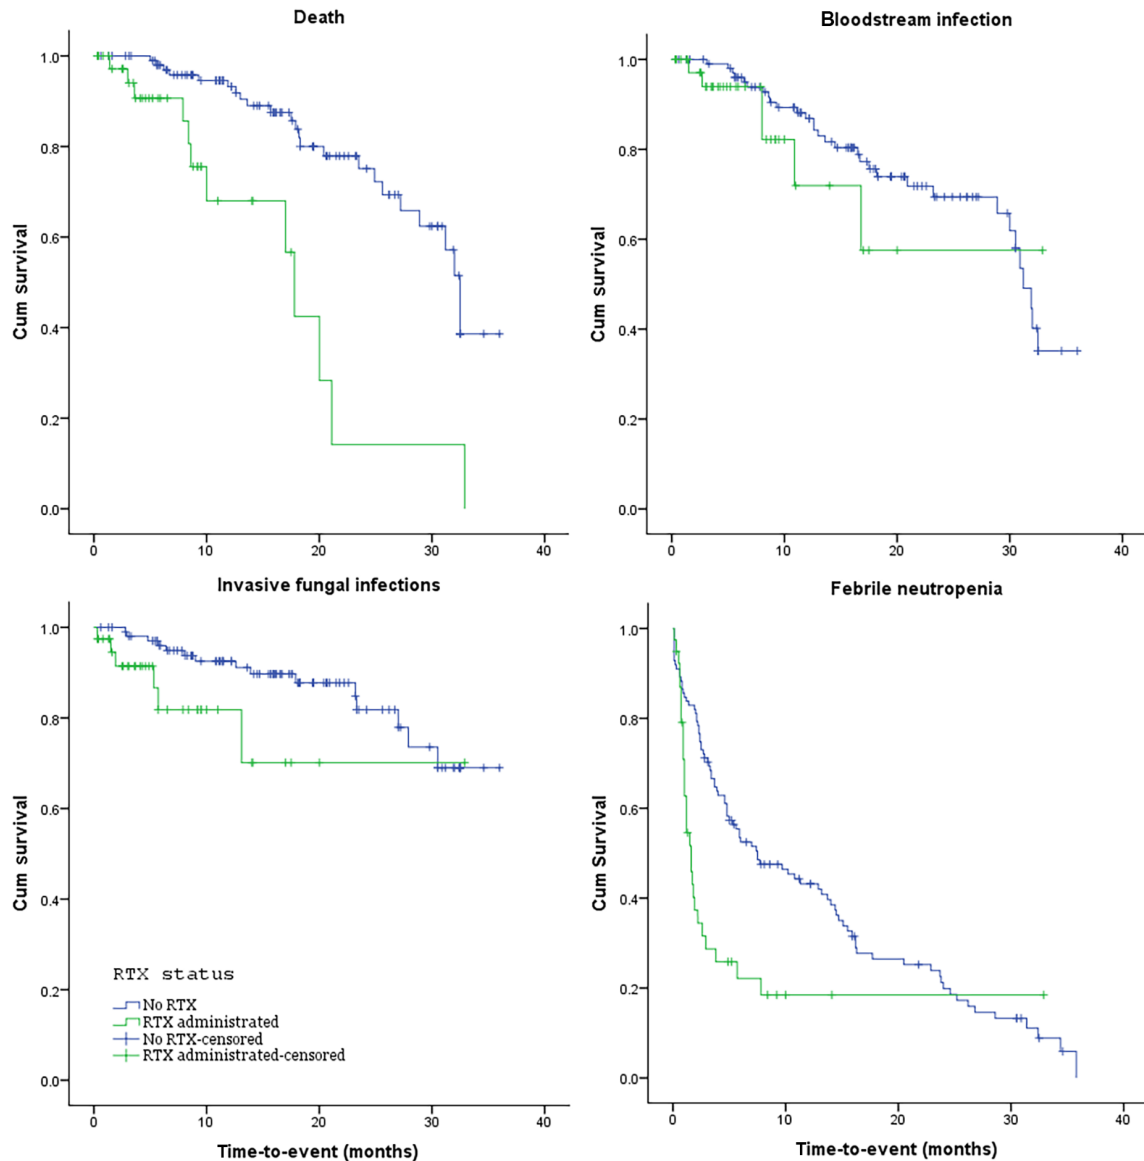 Death
1.0
0.8
0.6
0.4
0.2
0.0
Cum survival
0 10 20 30 40
Bloodstream infection
1.0
0.8
0.6
0.4
0.2
0.0
Cum survival
0 10 20 30 40
Invasive fungal infections
1.0
0.8
0.6
0.4
0.2
0.0
Cum survival
RTX status
No RTX
RTX administrated
No RTX-censored
RTX administrated-censored
0 10 20 30 40
Time-to-event (months)
Febrile neutropenia
1.0
0.8
0.6
0.4
0.2
0.0
Cum Survival
0 10 20 30 40
Time-to-event (months)